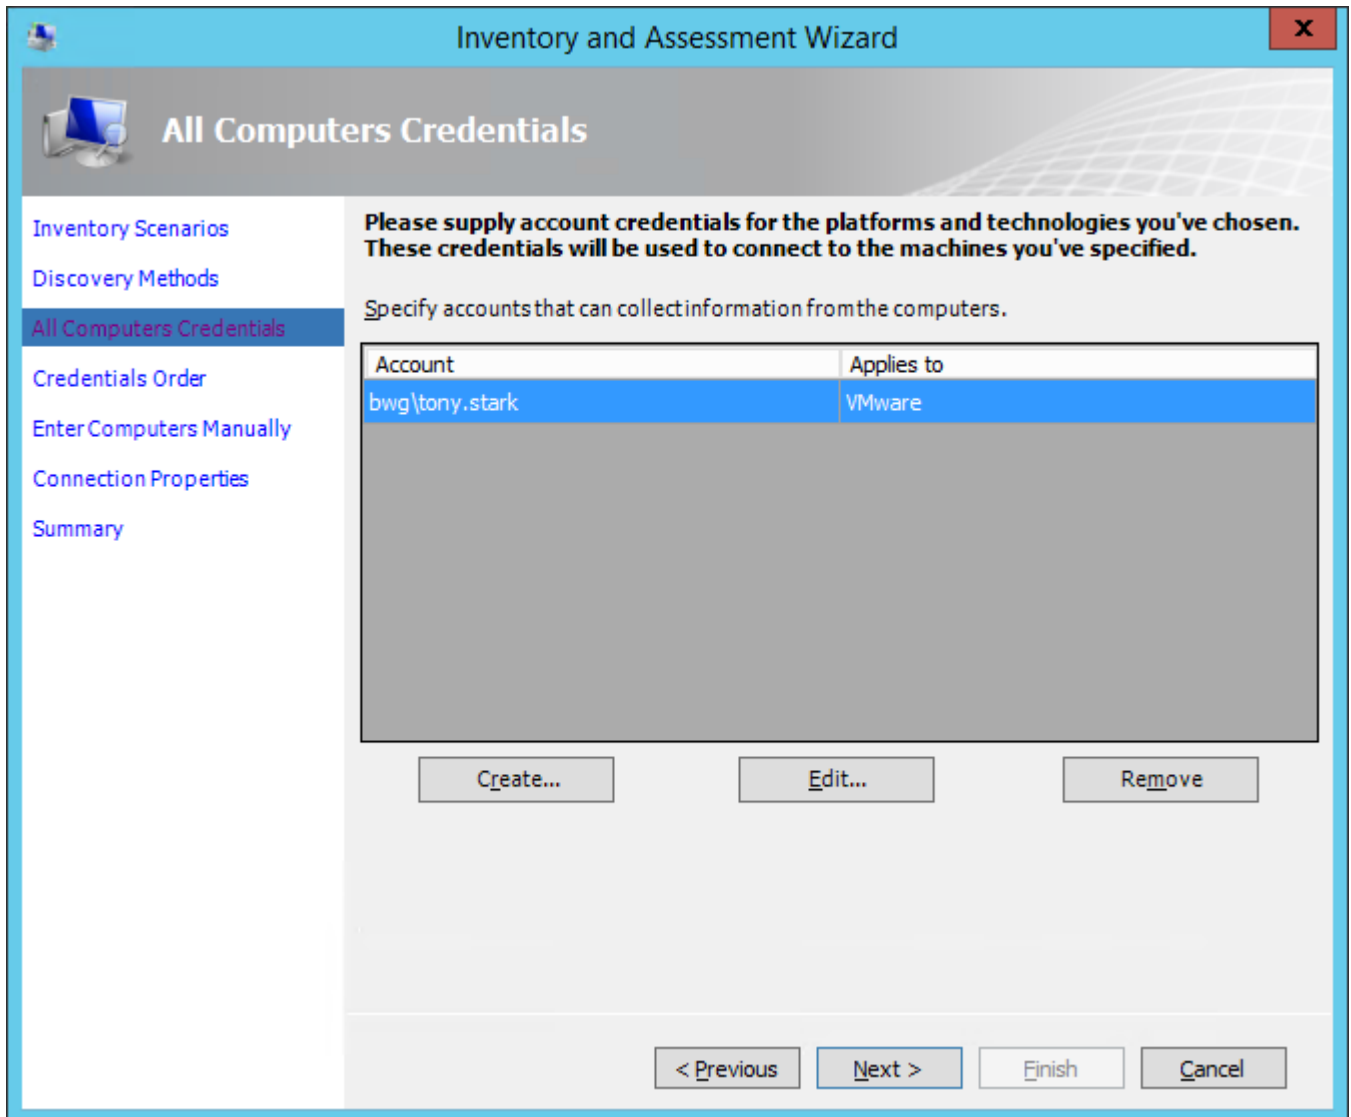 Inventory and Assessment Wizard
x
All Computers Credentials
Inventory Scenarios
Discovery Methods
All Computers Credentials
Credentials Order
Enter Computers Manually
Connection Properties
Summary
Please supply account credentials for the platforms and technologies you've chosen.
These credentials will be used to connect to the machines you've specified.
Specify accounts that can collect information from the computers.
Account Applies to
bwg\tony.stark VMware
Create... Edit... Remove
< Previous Next > Finish Cancel